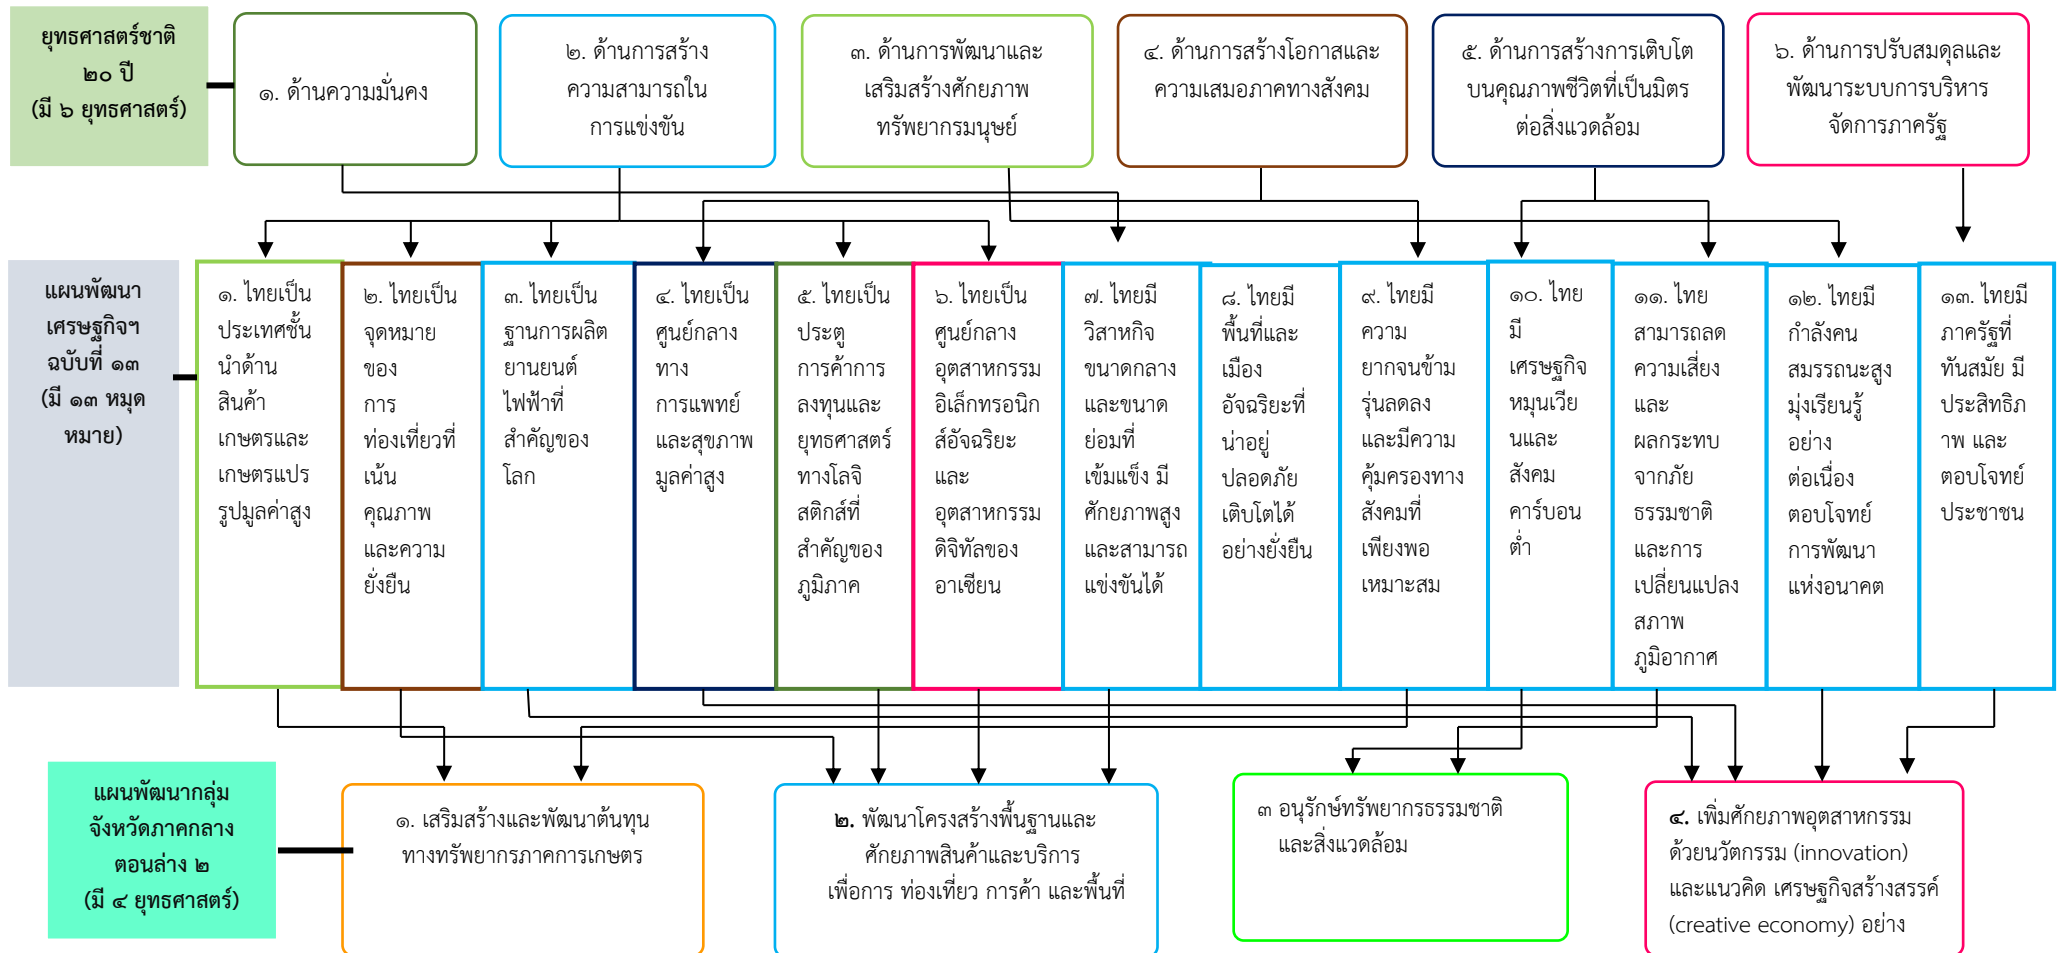 ยุทธศาสตร์ชาติ
๒๐ ปี
(มี ๖ ยุทธศาสตร์)
๑. ด้านความมั่นคง
๒. ด้านการสร้าง
ความสามารถใน
การแข่งขัน
๓. ด้านการพัฒนาและ
เสริมสร้างศักยภาพ
ทรัพยากรมนุษย์
๔. ด้านการสร้างโอกาสและ
ความเสมอภาคทางสังคม
๕. ด้านการสร้างการเติบโต
บนคุณภาพชีวิตที่เป็นมิตร
ต่อสิ่งแวดล้อม
๖. ด้านการปรับสมดุลและ
พัฒนาระบบการบริหาร
จัดการภาครัฐ
แผนพัฒนา
เศรษฐกิจฯ
ฉบับที่ ๑๓
(มี ๑๓ หมุด
หมาย)
๑. ไทยเป็น
ประเทศชั้น
นำด้าน
สินค้า
เกษตรและ
เกษตรแปร
รูปมูลค่าสูง
๒. ไทยเป็น
จุดหมาย
ของ
การ
ท่องเที่ยวที่
เน้น
คุณภาพ
และความ
ยั่งยืน
๓. ไทยเป็น
ฐานการผลิต
ยานยนต์
ไฟฟ้าที่
สำคัญของ
โลก
๔. ไทยเป็น
ศูนย์กลาง
ทาง
การแพทย์
และสุขภาพ
มูลค่าสูง
๕. ไทยเป็น
ประตู
การค้าการ
ลงทุนและ
ยุทธศาสตร์
ทางโลจิ
สติกส์ที่
สำคัญของ
ภูมิภาค
๖. ไทยเป็น
ศูนย์กลาง
อุตสาหกรรม
อิเล็กทรอนิก
ส์อัจฉริยะ
และ
อุตสาหกรรม
ดิจิทัลของ
อาเซียน
๗. ไทยมี
วิสาหกิจ
ขนาดกลาง
และขนาด
ย่อมที่
เข้มแข็ง มี
ศักยภาพสูง
และสามารถ
แข่งขันได้
๘. ไทยมี
พื้นที่และ
เมือง
อัจฉริยะที่
น่าอยู่
ปลอดภัย
เติบโตได้
อย่างยั่งยืน
๙. ไทยมี
ความ
ยากจนข้าม
รุ่นลดลง
และมีความ
คุ้มครองทาง
สังคมที่
เพียงพอ
เหมาะสม
๑๐. ไทย
มี
เศรษฐกิจ
หมุนเวีย
นและ
สังคม
คาร์บอน
ต่ำ
๑๑. ไทย
สามารถลด
ความเสี่ยง
และ
ผลกระทบ
จากภัย
ธรรมชาติ
และการ
เปลี่ยนแปลง
สภาพ
ภูมิอากาศ
๑๒. ไทยมี
กำลังคน
สมรรถนะสูง
มุ่งเรียนรู้
อย่าง
ต่อเนื่อง
ตอบโจทย์
การพัฒนา
แห่งอนาคต
๑๓. ไทยมี
ภาครัฐที่
ทันสมัย มี
ประสิทธิภ
าพ และ
ตอบโจทย์
ประชาชน
แผนพัฒนากลุ่ม
จังหวัดภาคกลาง
ตอนล่าง ๒
(มี ๔ ยุทธศาสตร์)
๑. เสริมสร้างและพัฒนาต้นทุน
ทางทรัพยากรภาคการเกษตร
๒. พัฒนาโครงสร้างพื้นฐานและ
ศักยภาพสินค้าและบริการ
เพื่อการ ท่องเที่ยว การค้า และพื้นที่
๓ อนุรักษ์ทรัพยากรธรรมชาติ
และสิ่งแวดล้อม
๔. เพิ่มศักยภาพอุตสาหกรรม
ด้วยนวัตกรรม (innovation)
และแนวคิด เศรษฐกิจสร้างสรรค์
(creative economy) อย่าง